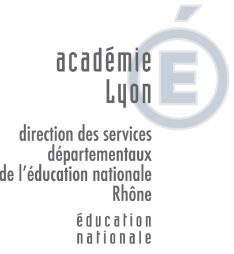 académie
Lyon
É
direction des services
départementaux
de l'éducation nationale
Rhône
éducation
nationale